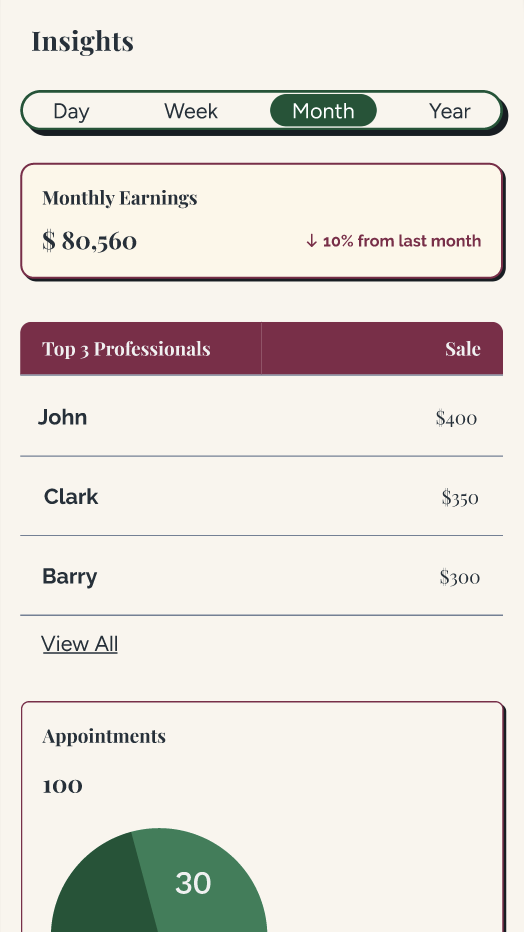 Insights
Day Week Month Year
Monthly Earnings
$ 80,560 ↓ 10% from last month
Top 3 Professionals Sale
John $400
Clark $350
Barry $300
View All
Appointments
100
30